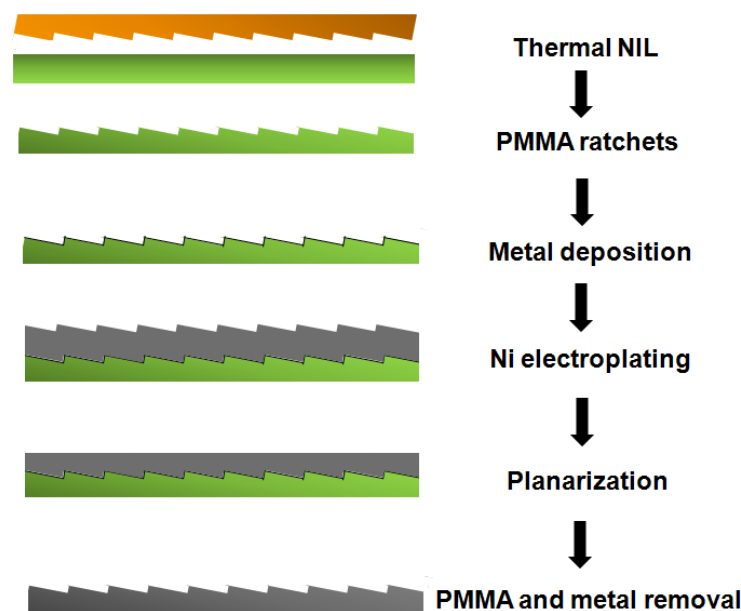 Thermal NIL
PMMA ratchets
Metal deposition
Ni electroplating
Planarization
PMMA and metal removal